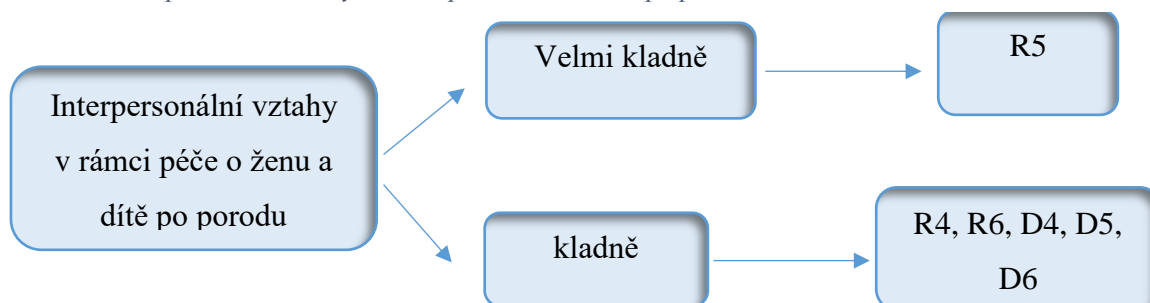 Interpersonální vztahy
v rámci péče o ženu a
dítě po porodu
Velmi kladně
R5
kladně
R4, R6, D4, D5,
D6